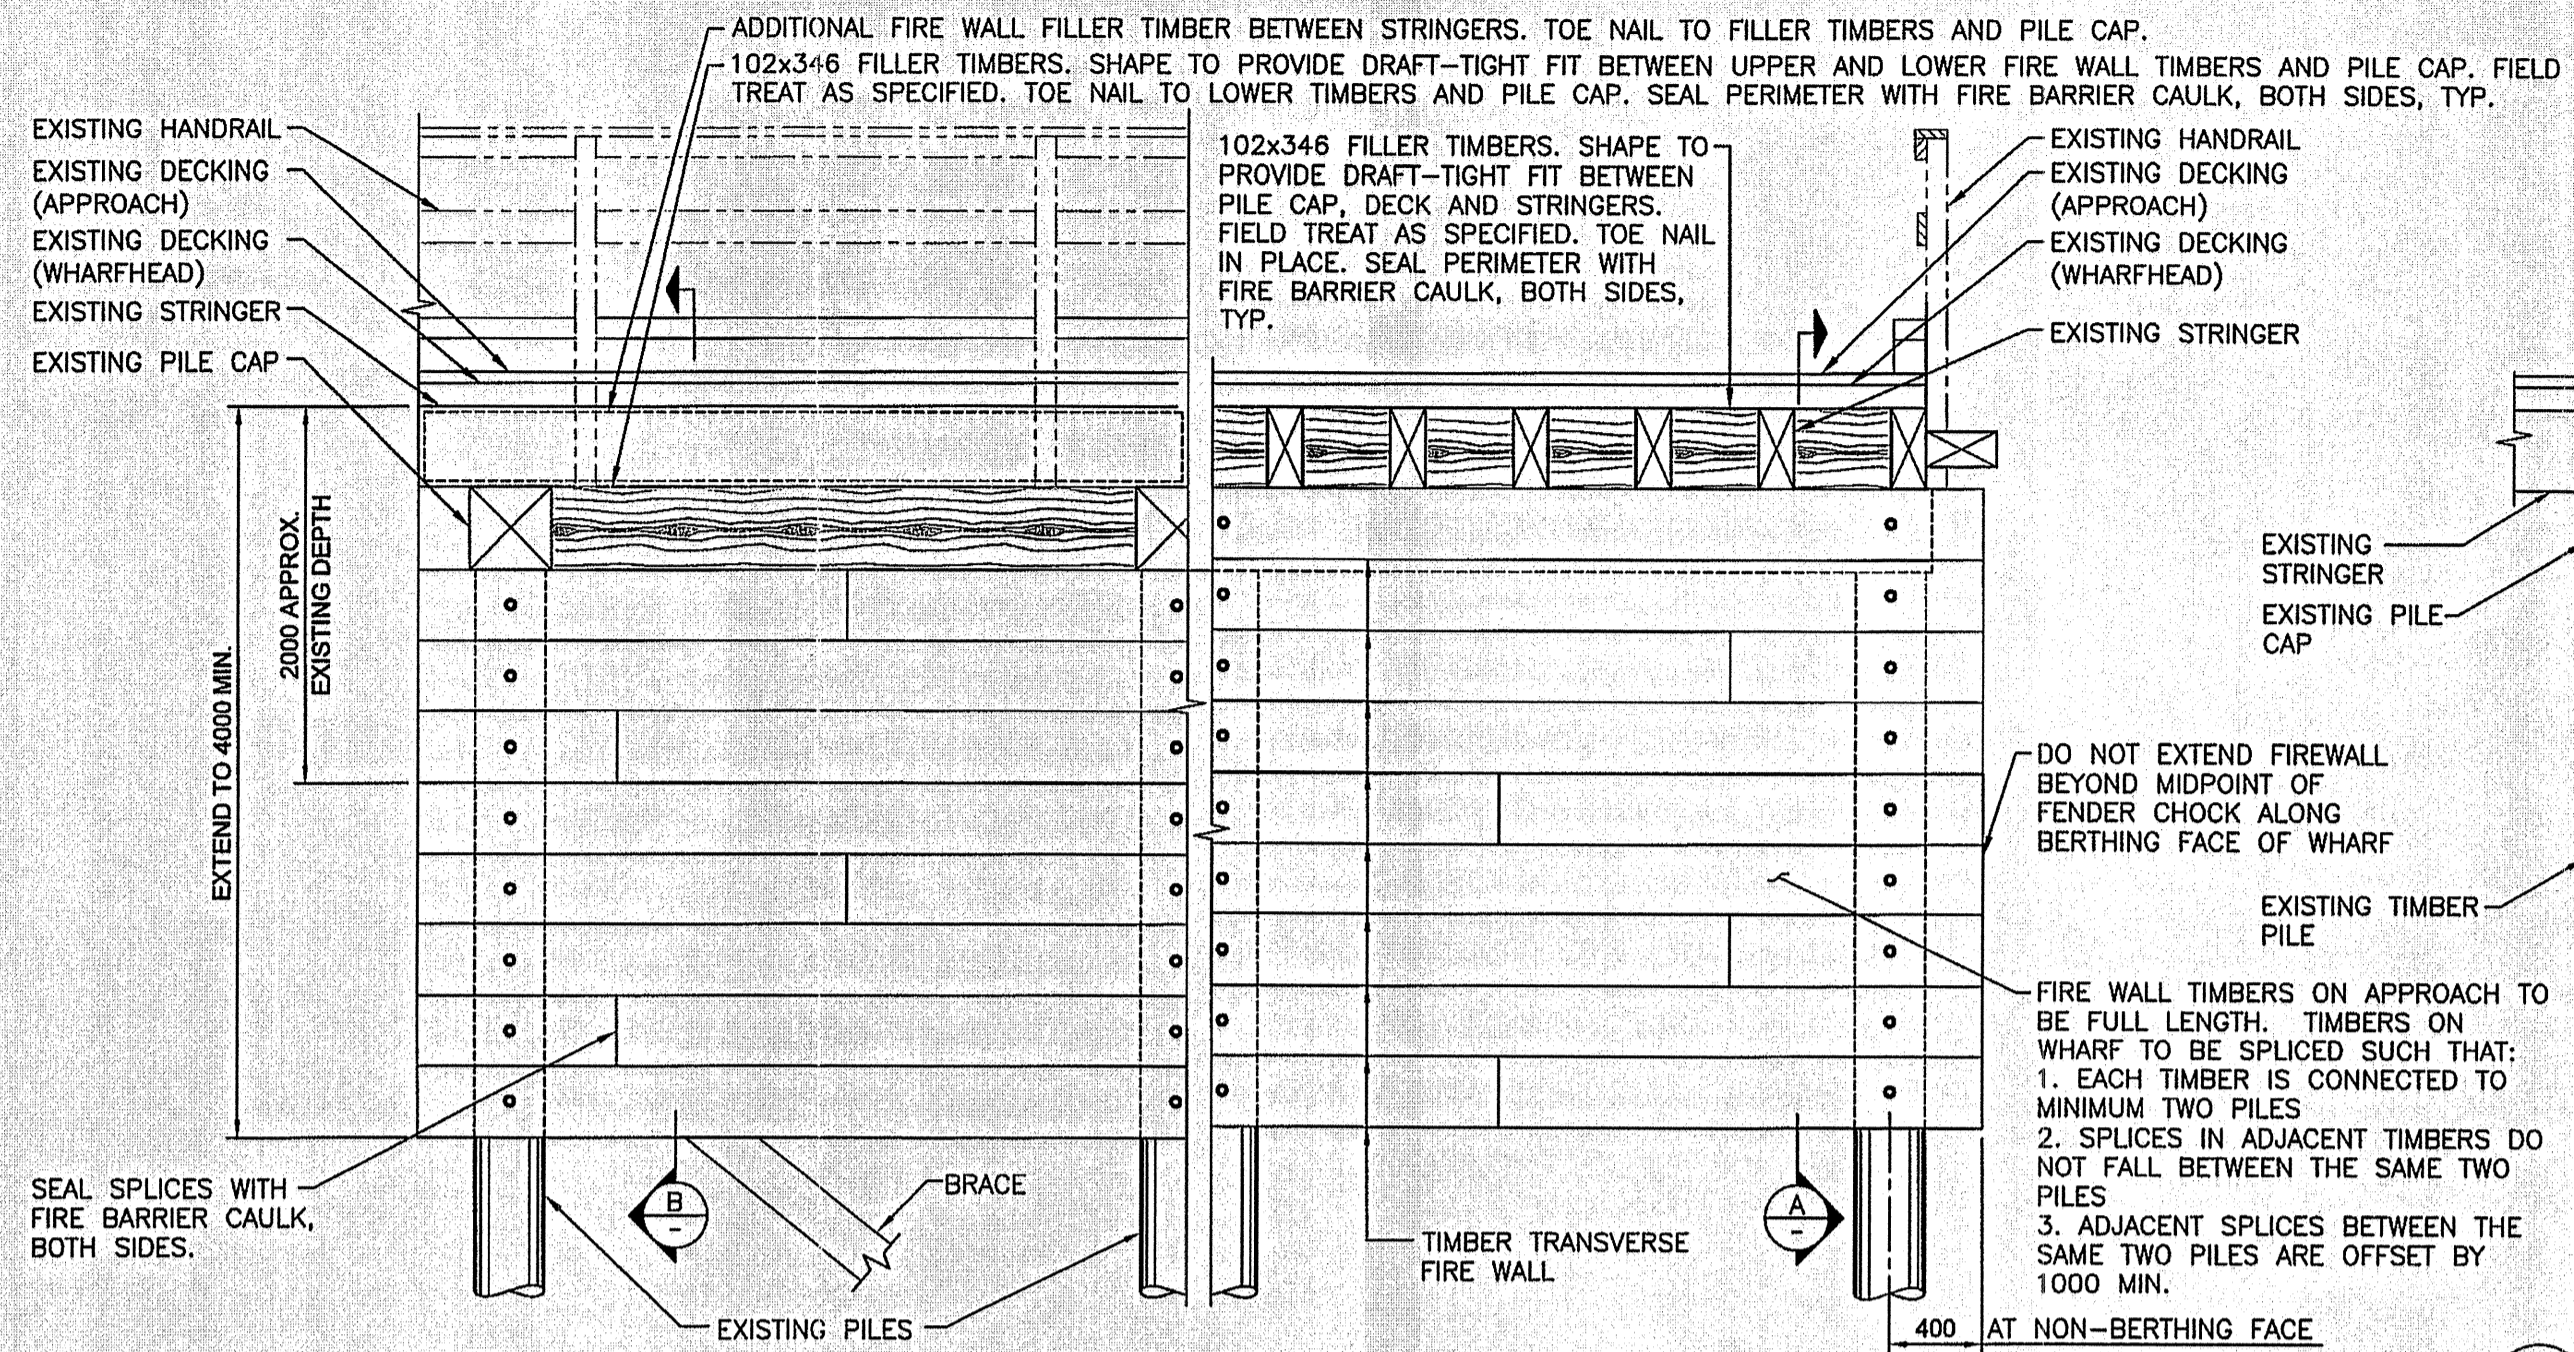 ADDITIONAL FIRE WALL FILLER TIMBER BETWEEN STRINGERS. TOE NAIL TO FILLER TIMBERS AND PILE CAP.
102x346 FILLER TIMBERS. SHAPE TO PROVIDE DRAFT-TIGHT FIT BETWEEN UPPER AND LOWER FIRE WALL TIMBERS AND PILE CAP. FIELD
TREAT AS SPECIFIED. TOE NAIL TO LOWER TIMBERS AND PILE CAP. SEAL PERIMETER WITH FIRE BARRIER CAULK, BOTH SIDES, TYP.
EXISTING HANDRAIL
EXISTING DECKING
(APPROACH)
EXISTING DECKING
(WHARFHEAD)
EXISTING STRINGER
EXISTING PILE CAP
102x346 FILLER TIMBERS. SHAPE TO
PROVIDE DRAFT-TIGHT FIT BETWEEN
PILE CAP, DECK AND STRINGERS.
FIELD TREAT AS SPECIFIED. TOE NAIL
IN PLACE. SEAL PERIMETER WITH
FIRE BARRIER CAULK, BOTH SIDES,
TYP.
EXISTING HANDRAIL
EXISTING DECKING
(APPROACH)
EXISTING DECKING
(WHARFHEAD)
EXISTING STRINGER
EXTEND TO 4000 MIN.
2000 APPROX.
EXISTING DEPTH
EXISTING
STRINGER
EXISTING PILE
CAP
DO NOT EXTEND FIREWALL
BEYOND MIDPOINT OF
FENDER CHOCK ALONG
BERTHING FACE OF WHARF
EXISTING TIMBER
PILE
FIRE WALL TIMBERS ON APPROACH TO
BE FULL LENGTH. TIMBERS ON
WHARF TO BE SPLICED SUCH THAT:
1. EACH TIMBER IS CONNECTED TO
MINIMUM TWO PILES
2. SPLICES IN ADJACENT TIMBERS DO
NOT FALL BETWEEN THE SAME TWO
PILES
3. ADJACENT SPLICES BETWEEN THE
SAME TWO PILES ARE OFFSET BY
1000 MIN.
SEAL SPLICES WITH
FIRE BARRIER CAULK,
BOTH SIDES.
B
-
BRACE
A
-
TIMBER TRANSVERSE
FIRE WALL
EXISTING PILES
400 AT NON-BERTHING FACE